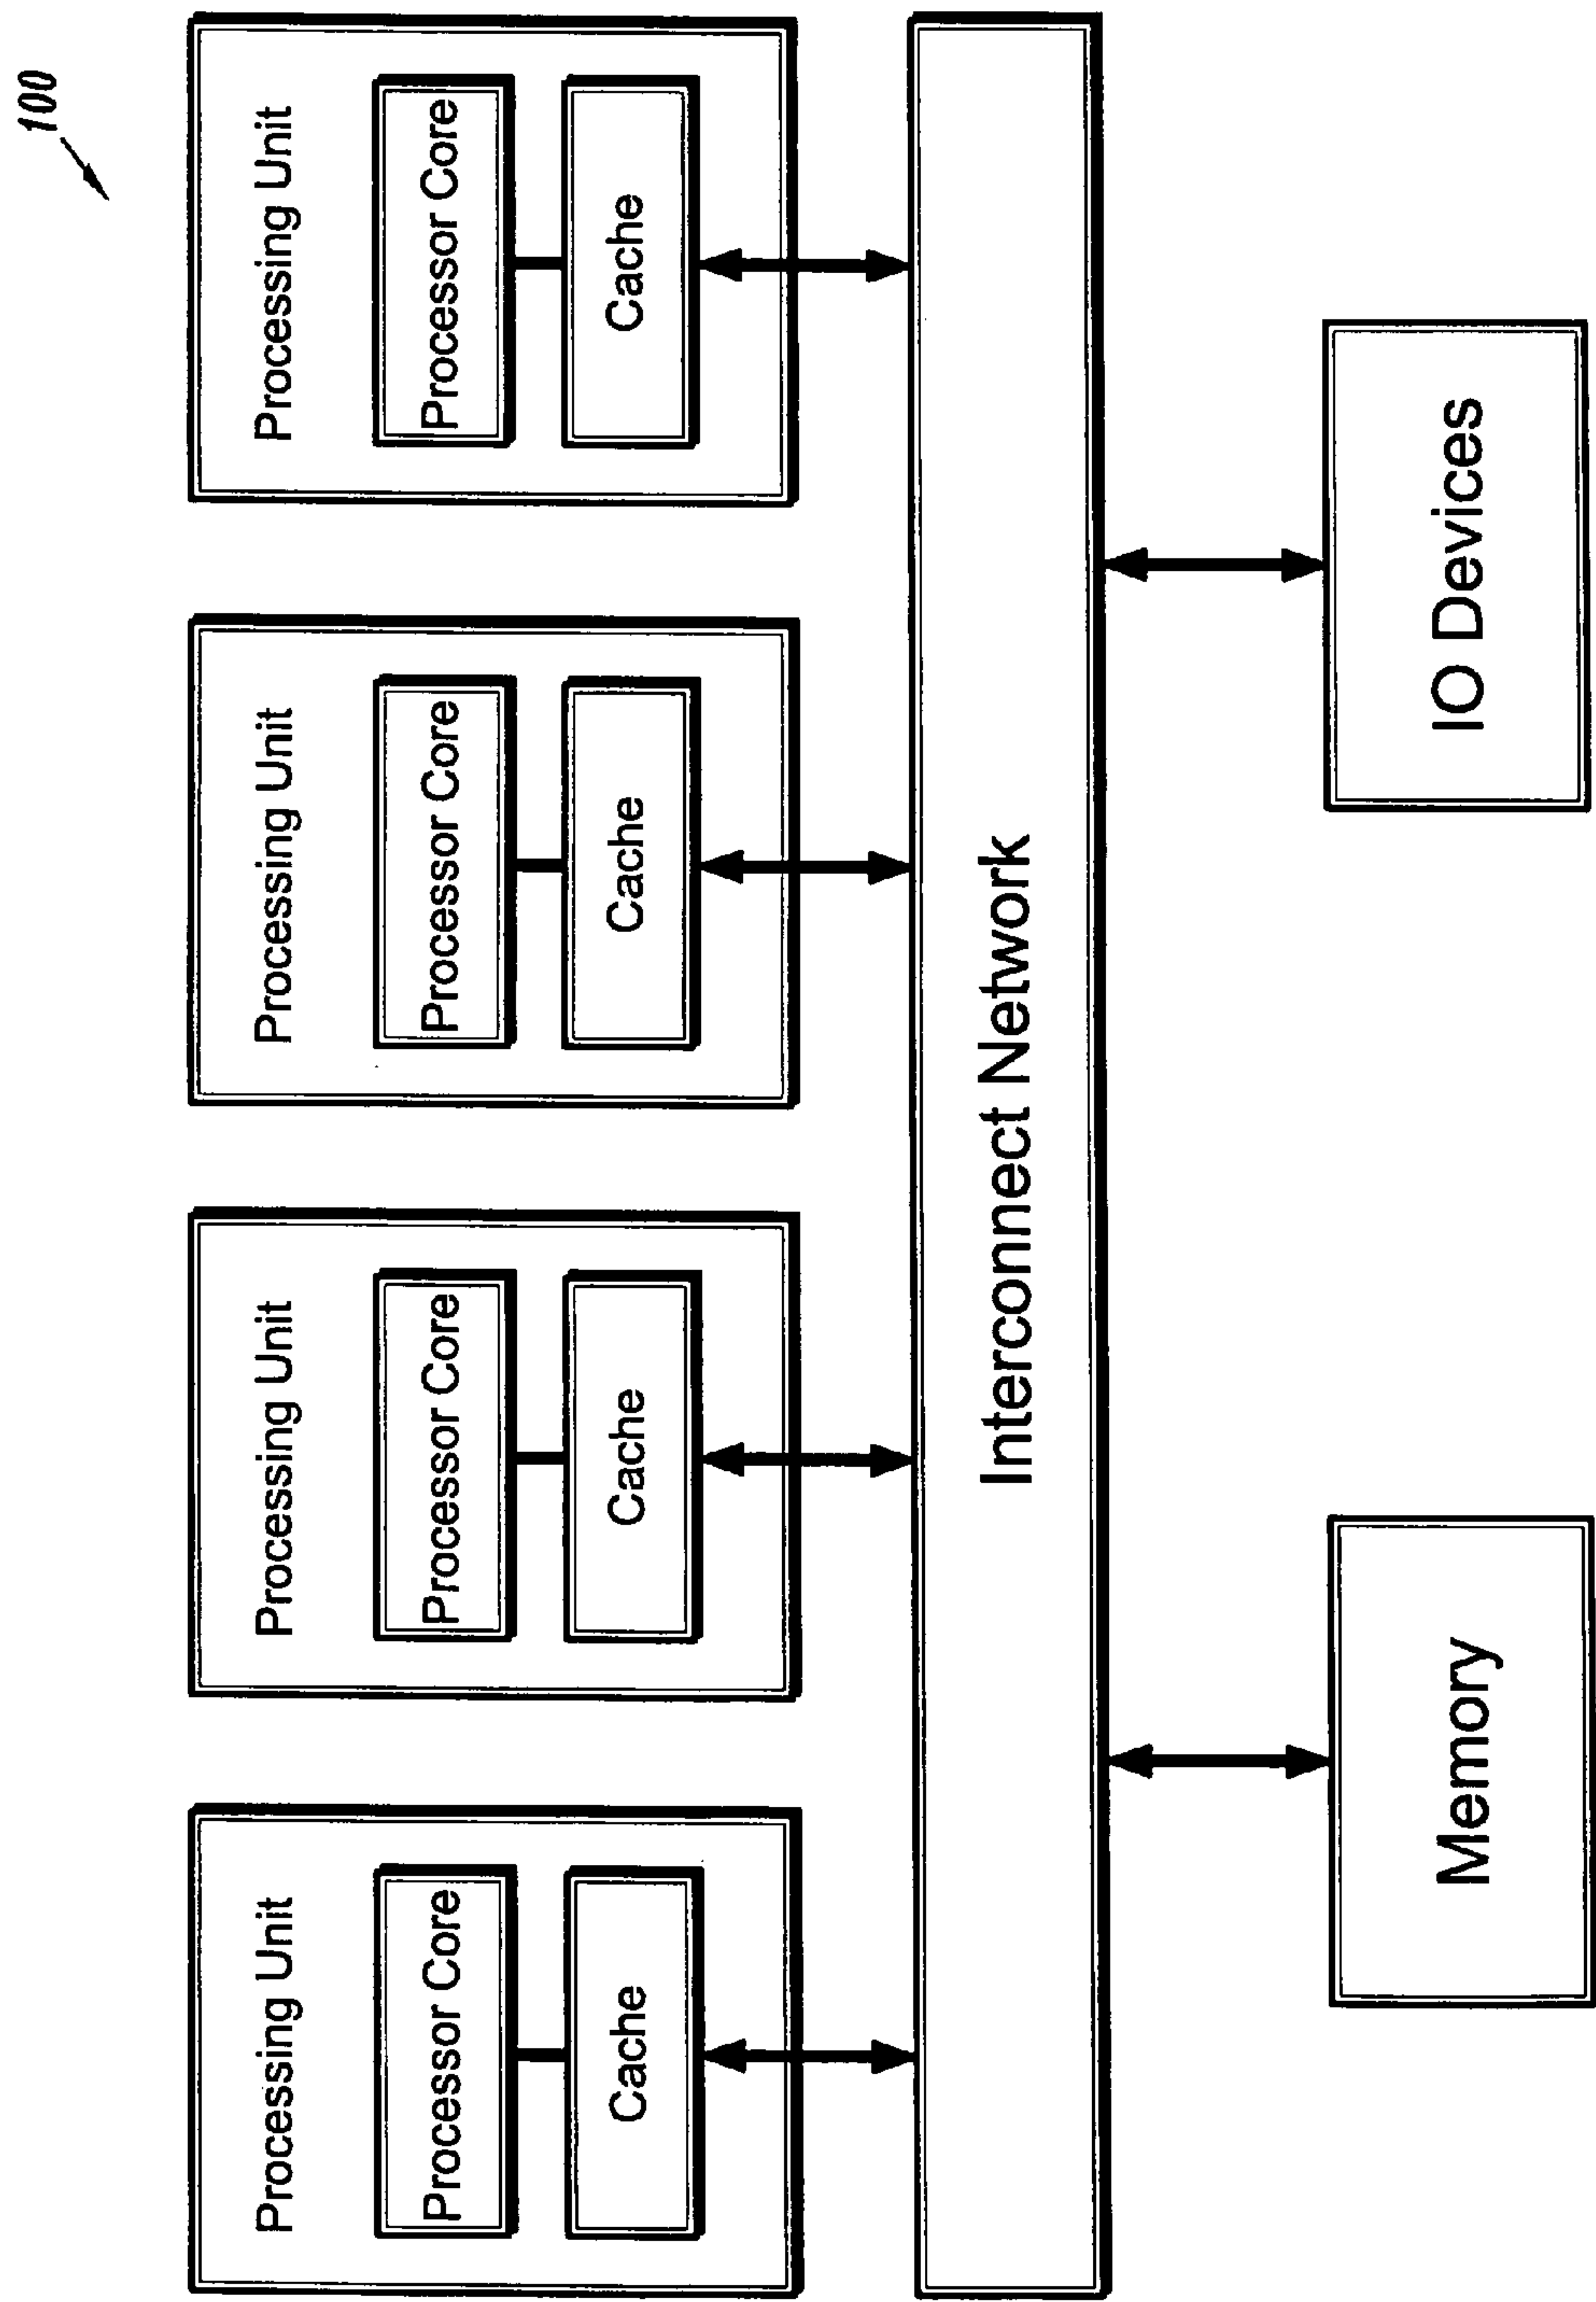 100
Processing Unit
Processor Core
Cache
Processing Unit
Processor Core
Cache
Processing Unit
Processor Core
Cache
Processing Unit
Processor Core
Cache
Interconnect Network
Memory
IO Devices